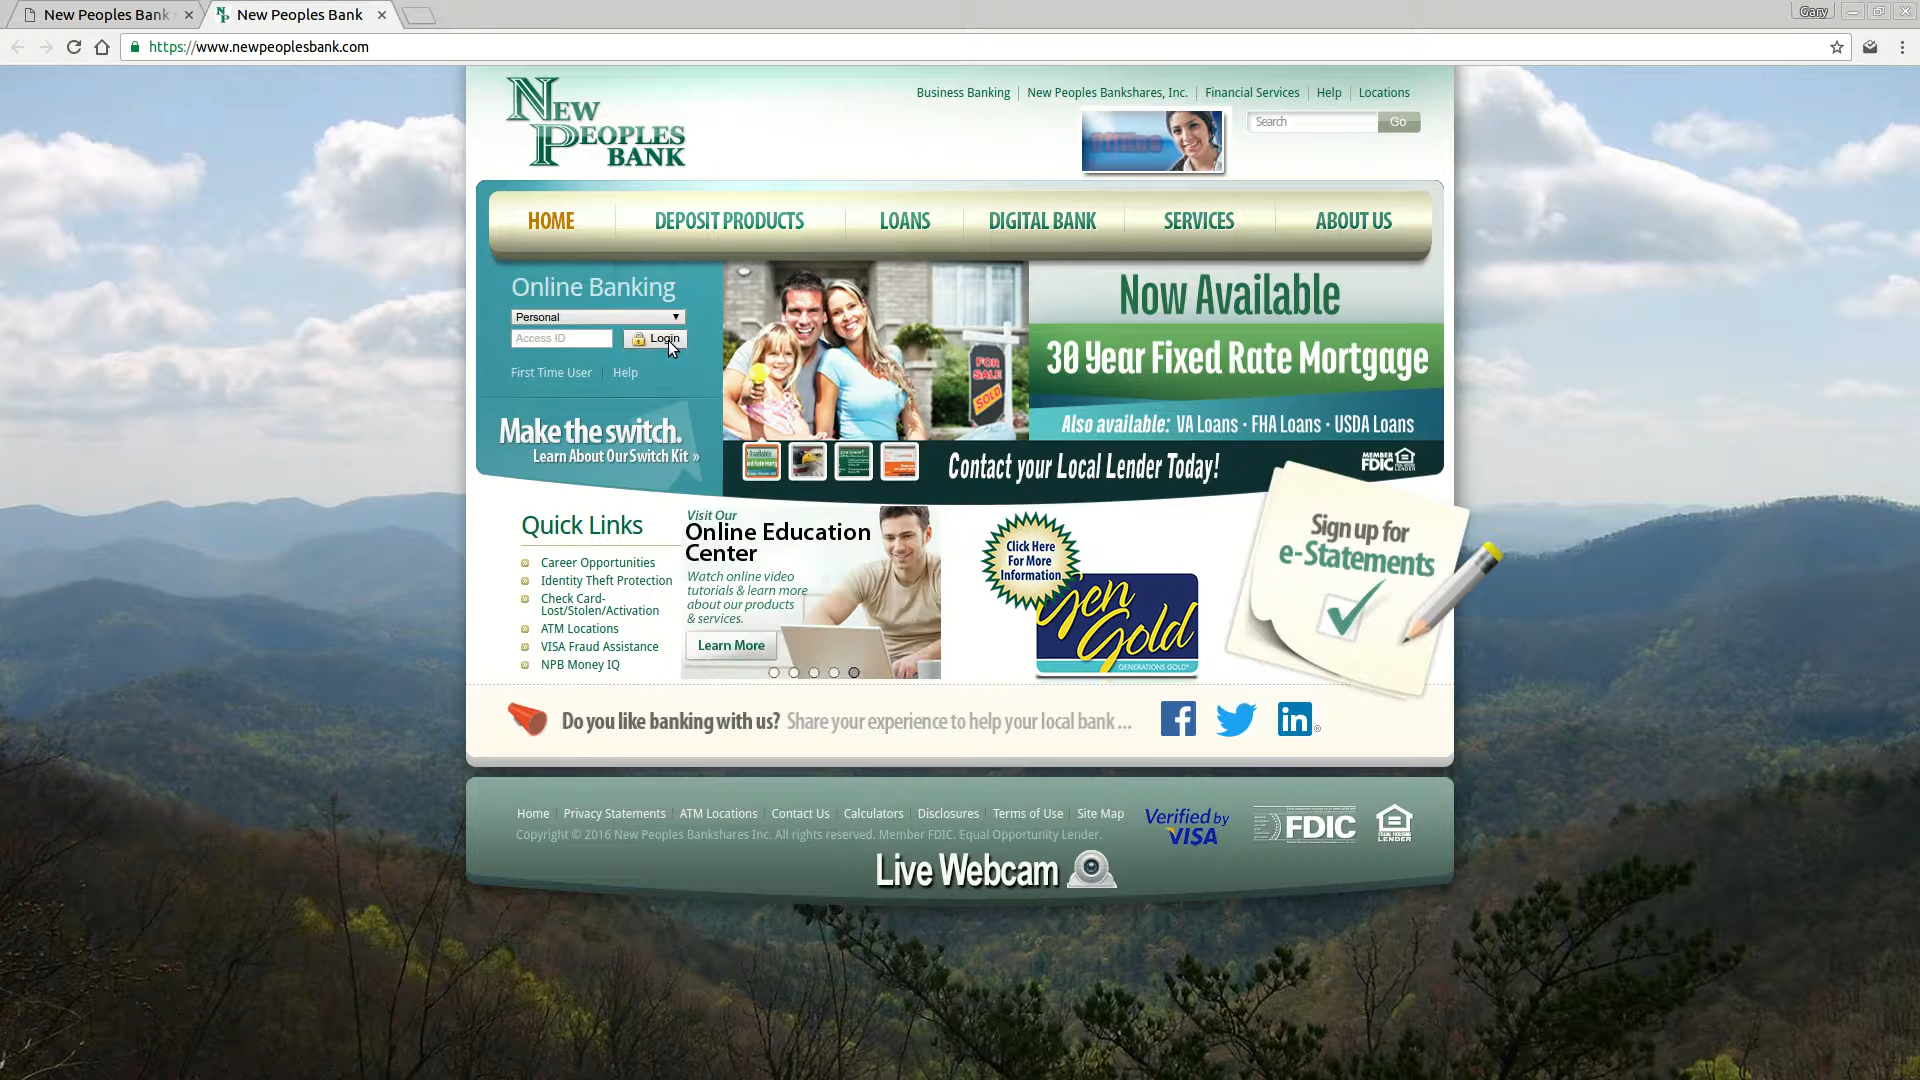 New Peoples Bank
New Peoples Bank
Gary
https://www.newpeoplesbank.com
NEW PEOPLES BANK
Business Banking
New Peoples Bankshares, Inc.
Financial Services
Help
Locations
Offline
Search
Go
HOME
DEPOSIT PRODUCTS
LOANS
DIGITAL BANK
SERVICES
ABOUT US
Online Banking
Personal
Access ID
Login
First Time User
Help
Make the switch.
Learn About Our Switch Kit »
FOR SALE
SOLD
Now Available
30 Year Fixed Rate Mortgage
Also available: VA Loans · FHA Loans · USDA Loans
Contact your Local Lender Today!
MEMBER
FDIC
Quick Links
Career Opportunities
Identity Theft Protection
Check Card-
Lost/Stolen/Activation
ATM Locations
VISA Fraud Assistance
NPB Money IQ
Visit Our
Online Education
Center
Watch online video
tutorials & learn more
about our products
& services.
Learn More
Click Here
For More
Information
Gen
Gold
GENERATIONS GOLD®
Sign up for
e-Statements
Do you like banking with us? Share your experience to help your local bank ...
Home
Privacy Statements
ATM Locations
Contact Us
Calculators
Disclosures
Terms of Use
Site Map
Copyright © 2016 New Peoples Bankshares Inc. All rights reserved. Member FDIC. Equal Opportunity Lender.
Verified by
VISA
FDIC
EQUAL HOUSING
LENDER
Live Webcam